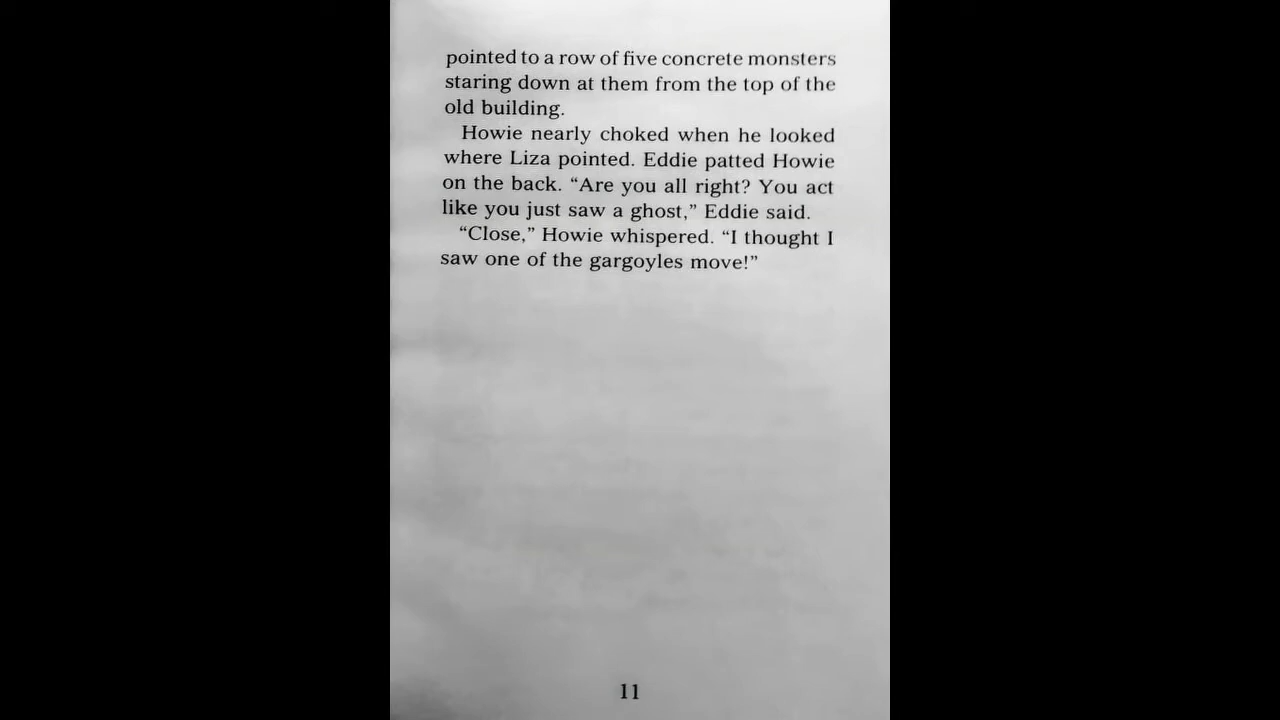 pointed to a row of five concrete monsters
staring down at them from the top of the
old building.
Howie nearly choked when he looked
where Liza pointed. Eddie patted Howie
on the back. “Are you all right? You act
like you just saw a ghost,” Eddie said.
“Close,” Howie whispered. “I thought I
saw one of the gargoyles move!”
11